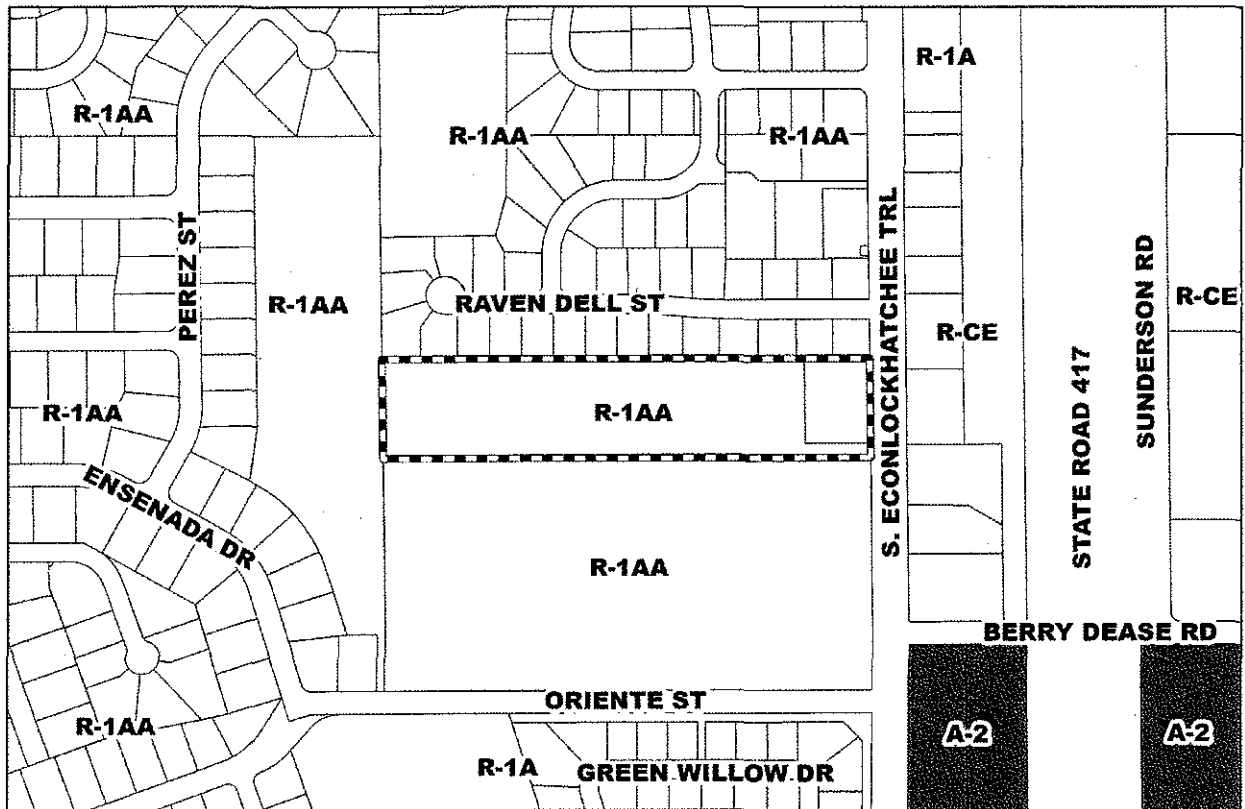 R-1A
R-1AA
R-1AA
R-1AA
PEREZ ST
S. ECONLOCKHATCHEE TRL
SUNDERSON RD
R-1AA
RAVEN DELL ST
R-CE
R-CE
STATE ROAD 417
R-1AA
R-1AA
ENSENADA DR
R-1AA
BERRY DEASE RD
ORIENTE ST
R-1AA
A-2
A-2
R-1A
GREEN WILLOW DR